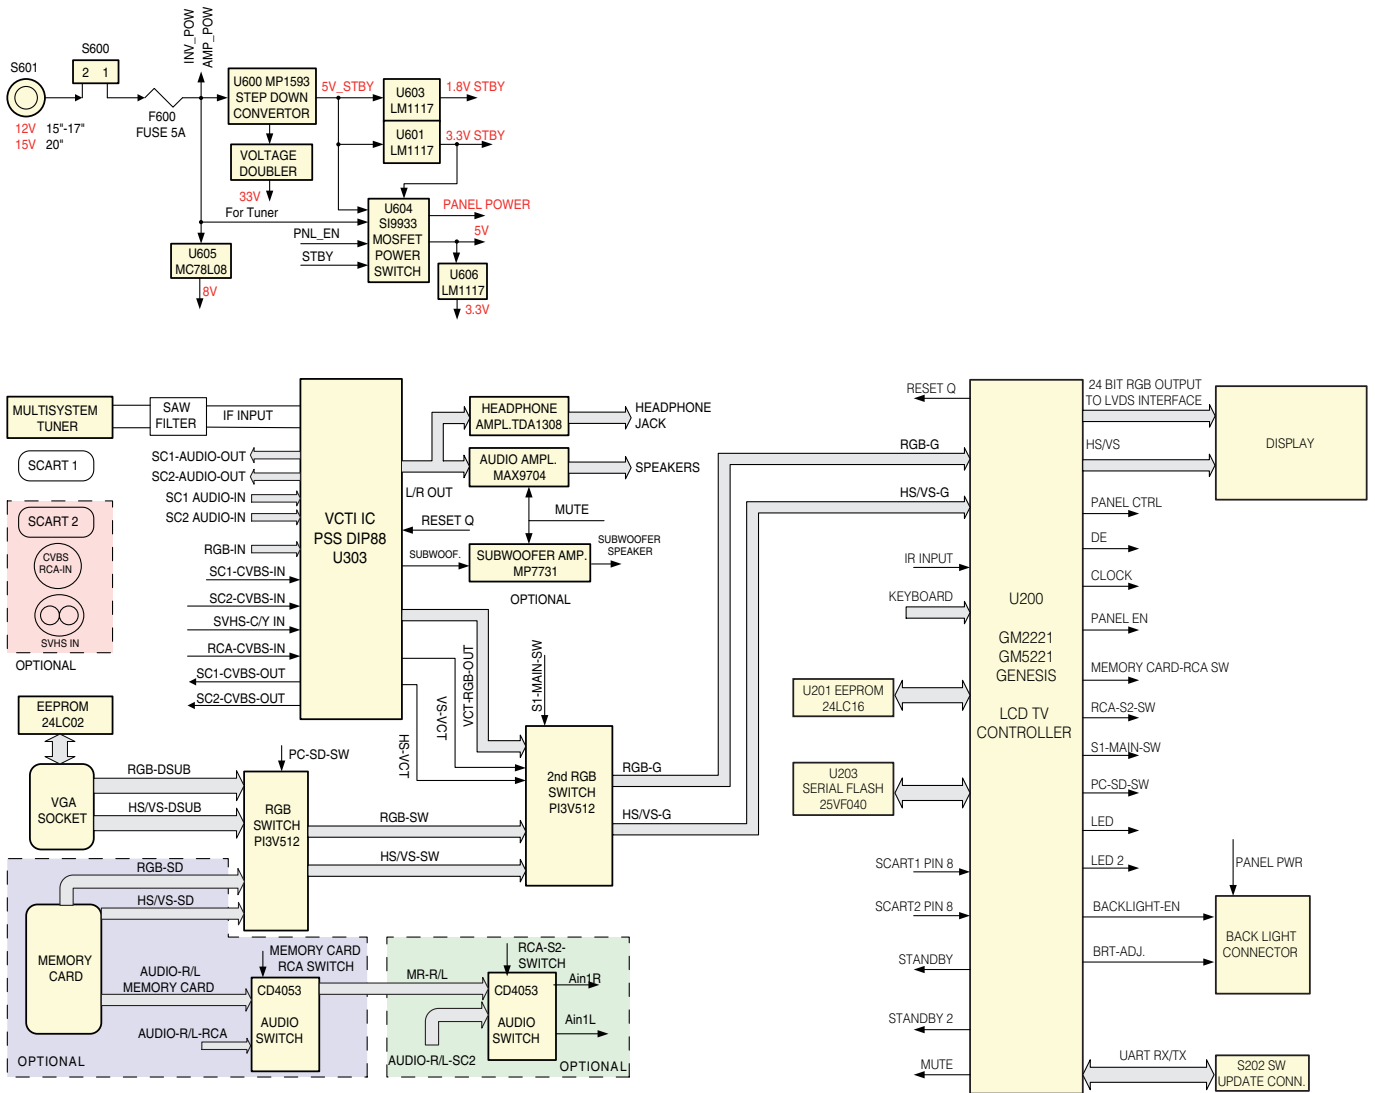 INV_POW
AMP_POW
S600
2 1
S601
12V 15"-17"
15V 20"
F600
FUSE 5A
U600 MP1593
STEP DOWN
CONVERTOR
5V_STBY
U603
LM1117
1.8V STBY
U601
LM1117
3.3V STBY
VOLTAGE
DOUBLER
33V
For Tuner
U604
SI9933
MOSFET
POWER
SWITCH
PANEL POWER
5V
PNL_EN
STBY
U605
MC78L08
8V
U606
LM1117
3.3V
MULTISYSTEM
TUNER
SAW
FILTER
IF INPUT
SCART 1
SCART 2
CVBS
RCA-IN
SVHS IN
OPTIONAL
SC1-AUDIO-OUT
SC2-AUDIO-OUT
SC1 AUDIO-IN
SC2 AUDIO-IN
RGB-IN
SC1-CVBS-IN
SC2-CVBS-IN
SVHS-C/Y IN
RCA-CVBS-IN
SC1-CVBS-OUT
SC2-CVBS-OUT
VCTI IC
PSS DIP88
U303
HEADPHONE
AMPL.TDA1308
HEADPHONE
JACK
AUDIO AMPL.
MAX9704
SPEAKERS
L/R OUT
RESET Q
MUTE
SUBWOOF.
SUBWOOFER AMP.
MP7731
SUBWOOFER
SPEAKER
OPTIONAL
VCT-RGB-OUT
VS-VCT
HS-VCT
S1-MAIN-SW
EEPROM
24LC02
VGA
SOCKET
RGB-DSUB
HS/VS-DSUB
PC-SD-SW
RGB
SWITCH
PI3V512
RGB-SW
HS/VS-SW
2nd RGB
SWITCH
PI3V512
RGB-G
HS/VS-G
RGB-SD
HS/VS-SD
MEMORY
CARD
AUDIO-R/L
MEMORY CARD
AUDIO-R/L-RCA
OPTIONAL
MEMORY CARD
RCA SWITCH
CD4053
AUDIO
SWITCH
MR-R/L
RCA-S2-
SWITCH
CD4053
AUDIO
SWITCH
Ain1R
Ain1L
AUDIO-R/L-SC2
OPTIONAL
RESET Q
RGB-G
HS/VS-G
IR INPUT
KEYBOARD
U201 EEPROM
24LC16
U203
SERIAL FLASH
25VF040
SCART1 PIN 8
SCART2 PIN 8
STANDBY
STANDBY 2
MUTE
U200
GM2221
GM5221
GENESIS
LCD TV
CONTROLLER
24 BIT RGB OUTPUT
TO LVDS INTERFACE
HS/VS
DISPLAY
PANEL CTRL
DE
CLOCK
PANEL EN
MEMORY CARD-RCA SW
RCA-S2-SW
S1-MAIN-SW
PC-SD-SW
LED
LED 2
PANEL PWR
BACKLIGHT-EN
BRT-ADJ.
BACK LIGHT
CONNECTOR
UART RX/TX
S202 SW
UPDATE CONN.